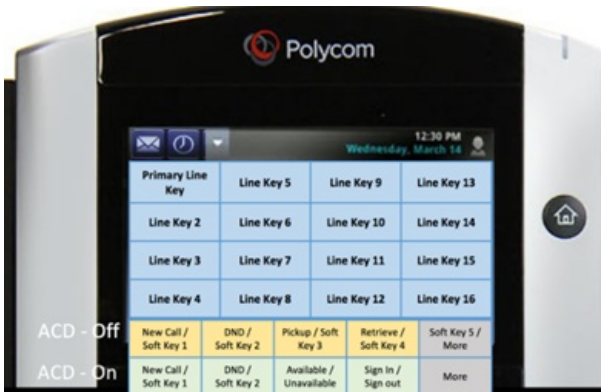 Polycom
12:30 PM
Wednesday, March 14
Primary Line
Key
Line Key 5
Line Key 9
Line Key 13
Line Key 2
Line Key 6
Line Key 10
Line Key 14
Line Key 3
Line Key 7
Line Key 11
Line Key 15
Line Key 4
Line Key 8
Line Key 12
Line Key 16
ACD - Off
New Call /
Soft Key 1
DND /
Soft Key 2
Pickup / Soft
Key 3
Retrieve /
Soft Key 4
Soft Key 5 /
More
ACD - On
New Call /
Soft Key 1
DND /
Soft Key 2
Available /
Unavailable
Sign In /
Sign out
More